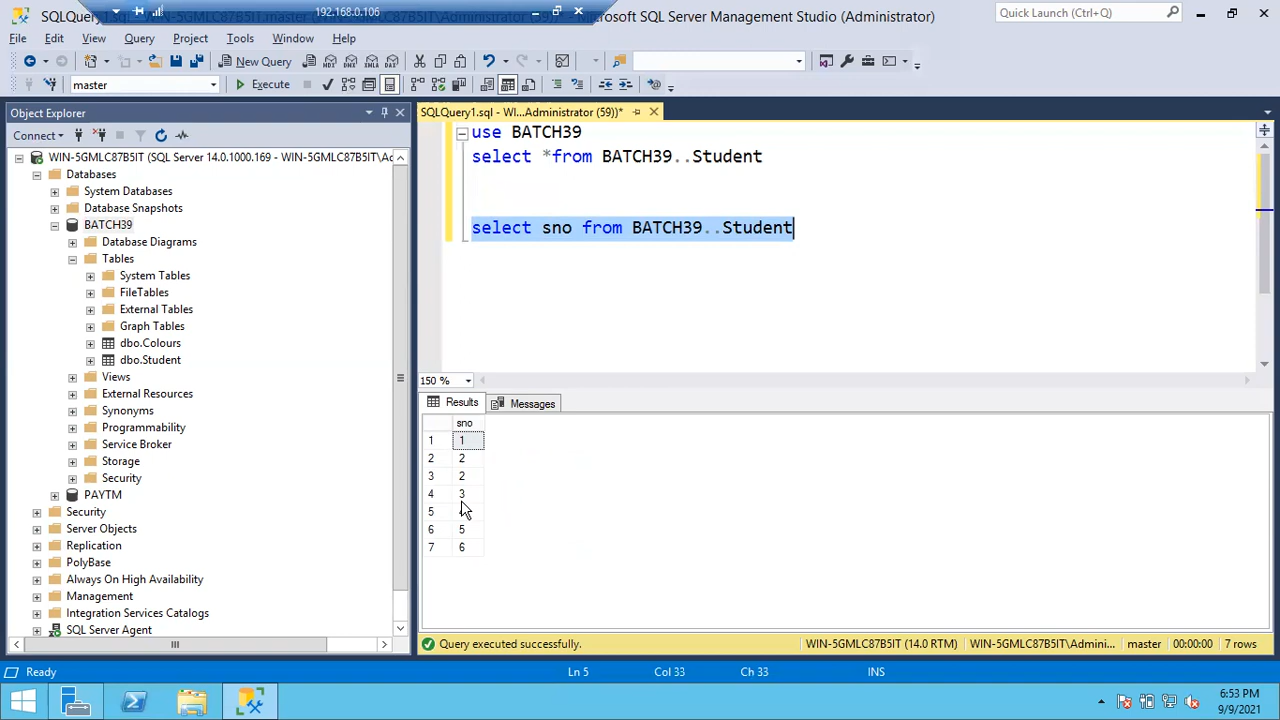 SQLQuery1.sql - WIN-5GMLC87B5IT.master 192.168.0.106 - Microsoft SQL Server Management Studio (Administrator)
Quick Launch (Ctrl+Q)
File Edit View Query Project Tools Window Help
New Query
master Execute
Object Explorer
SQLQuery1.sql - WI...Administrator (59))*
Connect
WIN-5GMLC87B5IT (SQL Server 14.0.1000.169 - WIN-5GMLC87B5IT\Ac
Databases
System Databases
Database Snapshots
BATCH39
Database Diagrams
Tables
System Tables
FileTables
External Tables
Graph Tables
dbo.Colours
dbo.Student
Views
External Resources
Synonyms
Programmability
Service Broker
Storage
Security
PAYTM
Security
Server Objects
Replication
PolyBase
Always On High Availability
Management
Integration Services Catalogs
SQL Server Agent
use BATCH39
select *from BATCH39..Student
select sno from BATCH39..Student
150 %
Results Messages
sno
1 1
2 2
3 2
4 3
5
6 5
7 6
Query executed successfully.
WIN-5GMLC87B5IT (14.0 RTM) WIN-5GMLC87B5IT\Admini... master 00:00:00 7 rows
Ready Ln 5 Col 33 Ch 33 INS
6:53 PM
9/9/2021